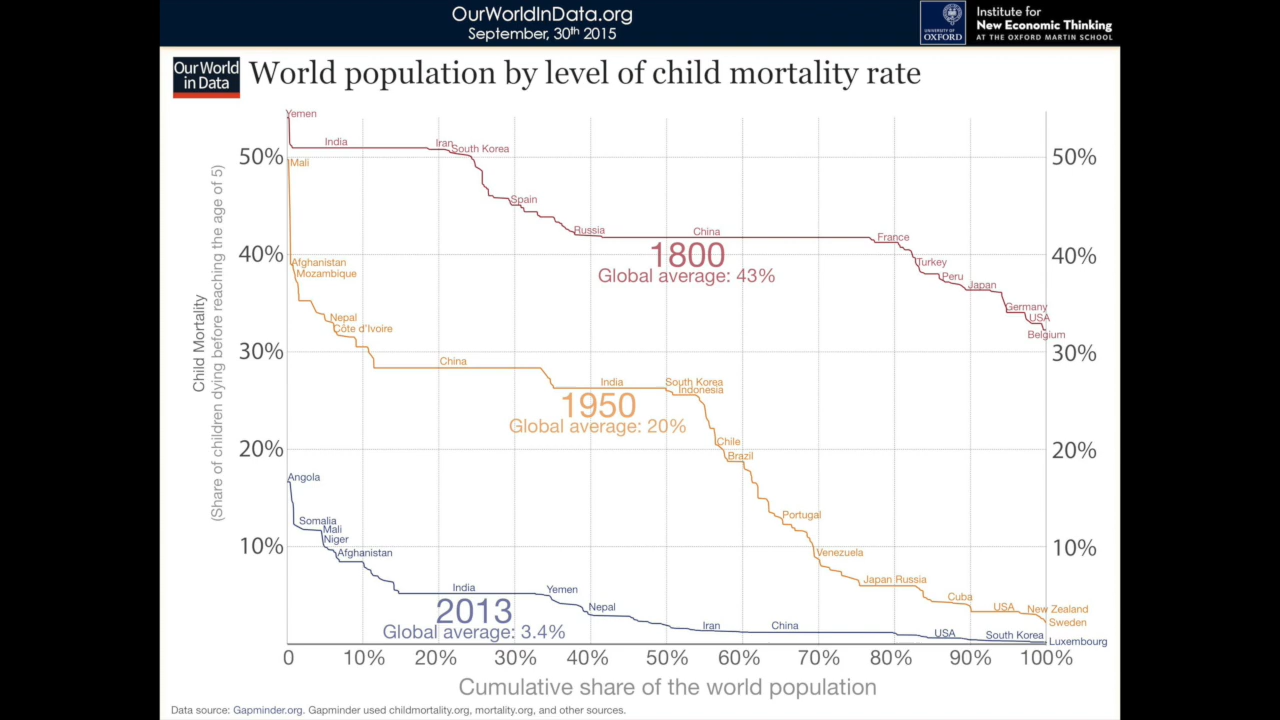 OurWorldInData.org
September, 30th 2015
UNIVERSITY OF
OXFORD
Institute for
New Economic Thinking
AT THE OXFORD MARTIN SCHOOL
Our World
in Data
World population by level of child mortality rate
Yemen
India
Iran
South Korea
50%
50%
Mali
Spain
Russia
China
France
1800
Global average: 43%
40%
40%
Afghanistan
Mozambique
Turkey
Peru
Japan
Germany
USA
Belgium
Nepal
Côte d'Ivoire
30%
30%
China
India
South Korea
Indonesia
1950
Global average: 20%
Chile
Brazil
20%
20%
Angola
Portugal
Somalia
Mali
Niger
Afghanistan
10%
10%
Venezuela
Japan Russia
Cuba
USA
New Zealand
Sweden
India
Yemen
Nepal
2013
Global average: 3.4%
Iran
China
USA
South Korea
Luxembourg
Child Mortality
(Share of children dying before reaching the age of 5)
0 10% 20% 30% 40% 50% 60% 70% 80% 90% 100%
Cumulative share of the world population
Data source: Gapminder.org. Gapminder used childmortality.org, mortality.org, and other sources.